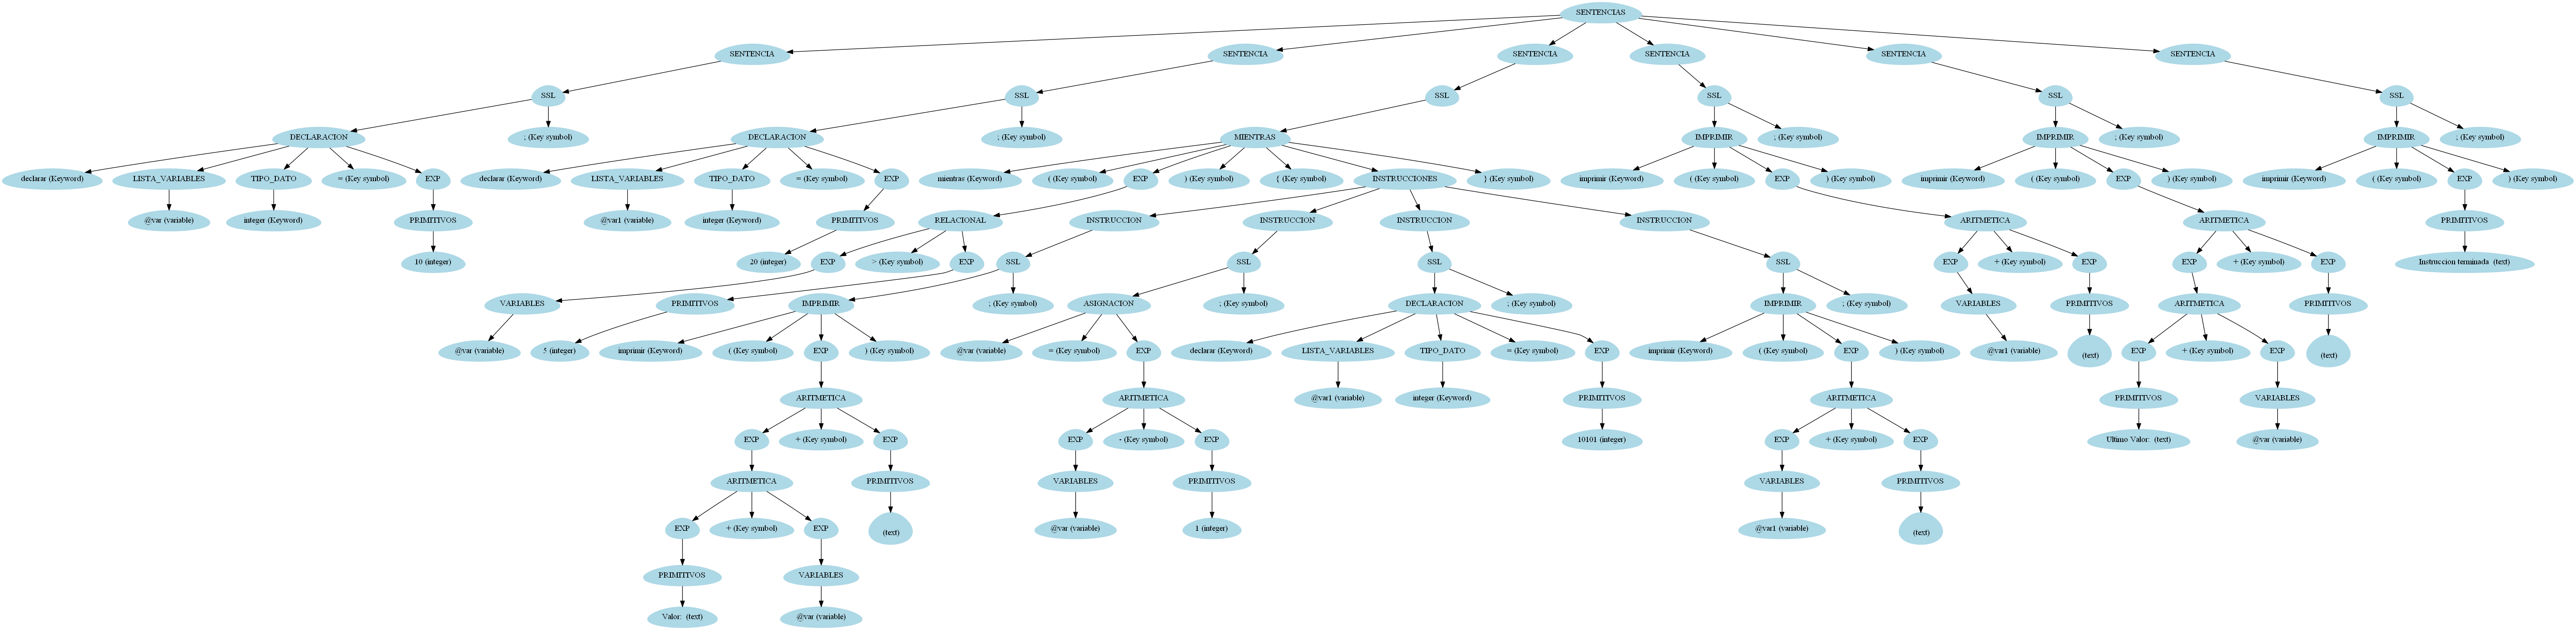 SENTENCIAS
SENTENCIA SENTENCIA SENTENCIA SENTENCIA SENTENCIA SENTENCIA
SSL SSL SSL SSL SSL SSL
DECLARACION ; (Key symbol) DECLARACION ; (Key symbol) MIENTRAS IMPRIMIR ; (Key symbol) IMPRIMIR ; (Key symbol) IMPRIMIR ; (Key symbol)
declarar (Keyword) LISTA_VARIABLES TIPO_DATO = (Key symbol) EXP declarar (Keyword) LISTA_VARIABLES TIPO_DATO = (Key symbol) EXP mientras (Keyword) ( (Key symbol) EXP ) (Key symbol) { (Key symbol) INSTRUCCIONES } (Key symbol) imprimir (Keyword) ( (Key symbol) EXP ) (Key symbol) imprimir (Keyword) ( (Key symbol) EXP ) (Key symbol) imprimir (Keyword) ( (Key symbol) EXP ) (Key symbol)
@var (variable) integer (Keyword) PRIMITIVOS @var1 (variable) integer (Keyword) PRIMITIVOS RELACIONAL INSTRUCCION INSTRUCCION INSTRUCCION INSTRUCCION ARITMETICA ARITMETICA PRIMITIVOS
10 (integer) 20 (integer) EXP > (Key symbol) EXP SSL SSL SSL SSL EXP + (Key symbol) EXP EXP + (Key symbol) EXP Instruccion terminada (text)
VARIABLES PRIMITIVOS IMPRIMIR ; (Key symbol) ASIGNACION ; (Key symbol) DECLARACION ; (Key symbol) IMPRIMIR ; (Key symbol) VARIABLES PRIMITIVOS ARITMETICA PRIMITIVOS
@var (variable) 5 (integer) imprimir (Keyword) ( (Key symbol) EXP ) (Key symbol) @var (variable) = (Key symbol) EXP declarar (Keyword) LISTA_VARIABLES TIPO_DATO = (Key symbol) EXP imprimir (Keyword) ( (Key symbol) EXP ) (Key symbol) @var1 (variable) (text) EXP + (Key symbol) EXP (text)
ARITMETICA ARITMETICA @var1 (variable) integer (Keyword) PRIMITIVOS ARITMETICA PRIMITIVOS VARIABLES
EXP + (Key symbol) EXP EXP - (Key symbol) EXP 10101 (integer) EXP + (Key symbol) EXP Ultimo Valor: (text) @var (variable)
ARITMETICA PRIMITIVOS VARIABLES PRIMITIVOS VARIABLES PRIMITIVOS
EXP + (Key symbol) EXP (text) @var (variable) 1 (integer) @var1 (variable) (text)
PRIMITIVOS VARIABLES
Valor: (text) @var (variable)